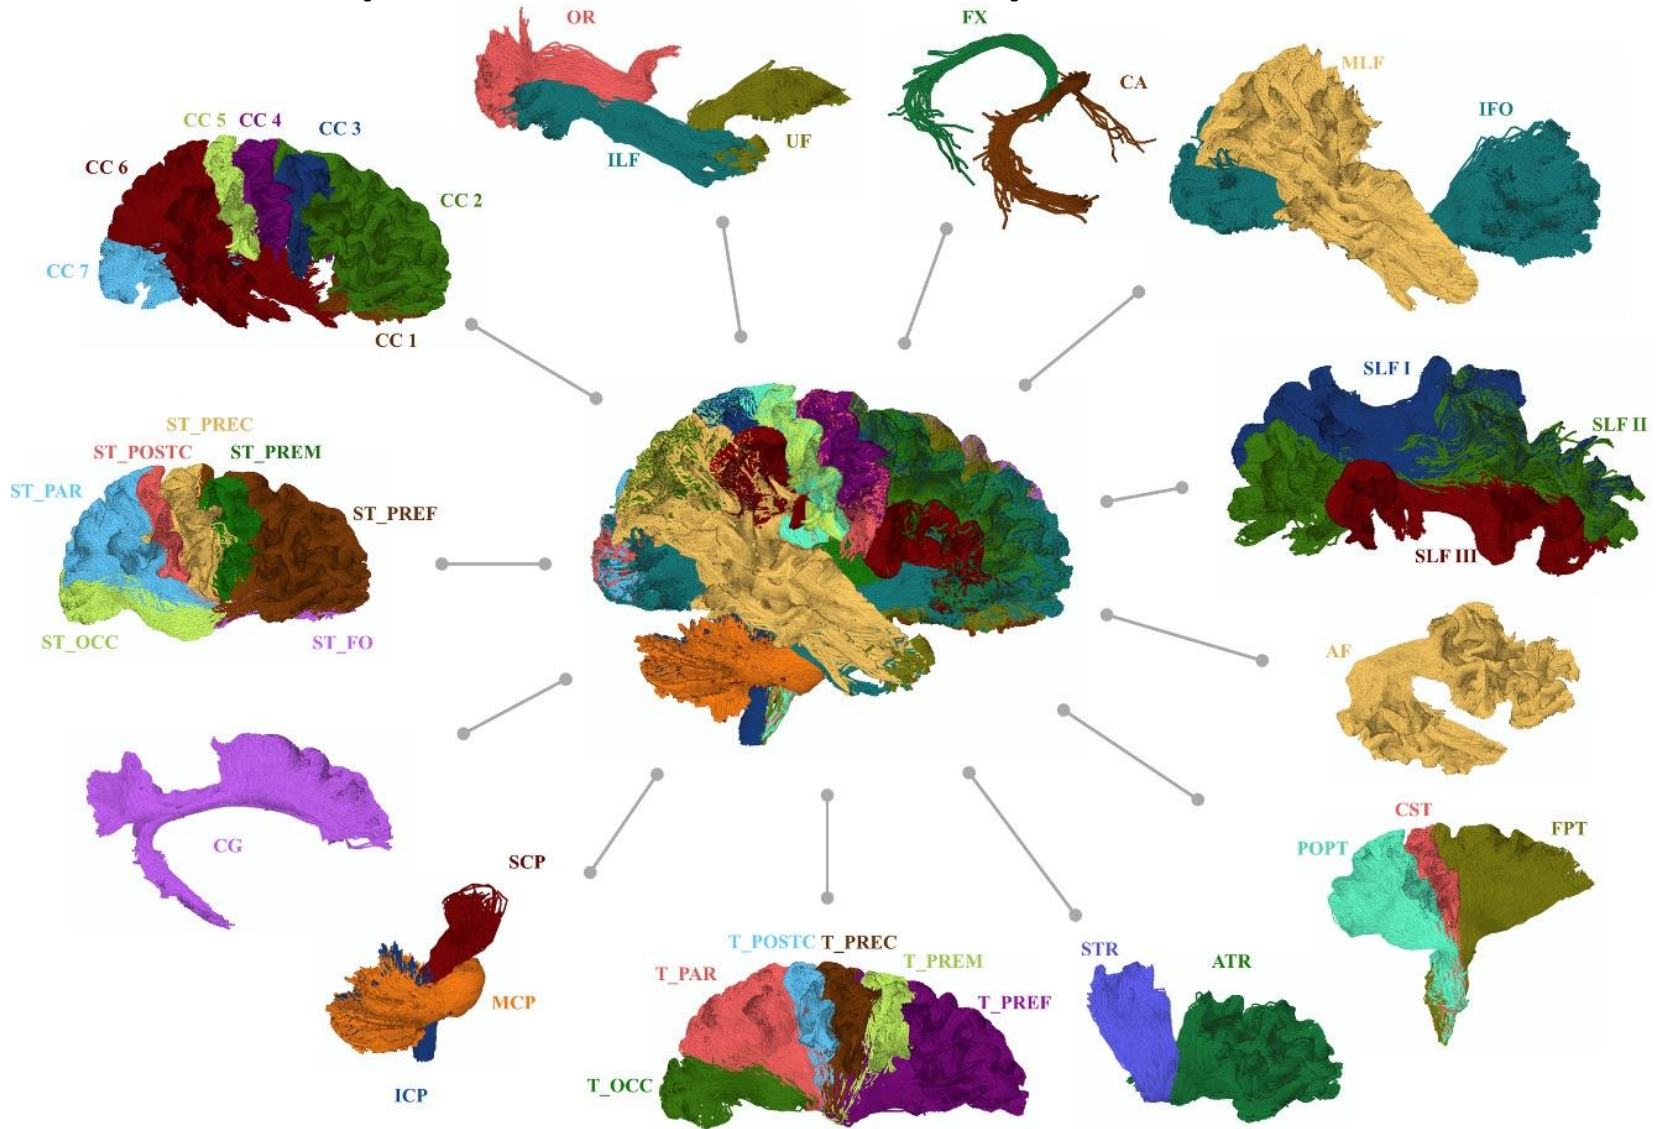 OR
FX
CA
MLF
IFO
UF
ILF
CC 5
CC 4
CC 3
CC 6
CC 2
CC 7
CC 1
SLF I
SLF II
SLF III
ST_PREC
ST_POSTC
ST_PREM
ST_PAR
ST_PREF
ST_OCC
ST_FO
AF
CG
SCP
MCP
ICP
T_POSTC
T_PREC
T_PAR
T_PREM
T_PREF
T_OCC
STR
ATR
CST
FPT
POPT